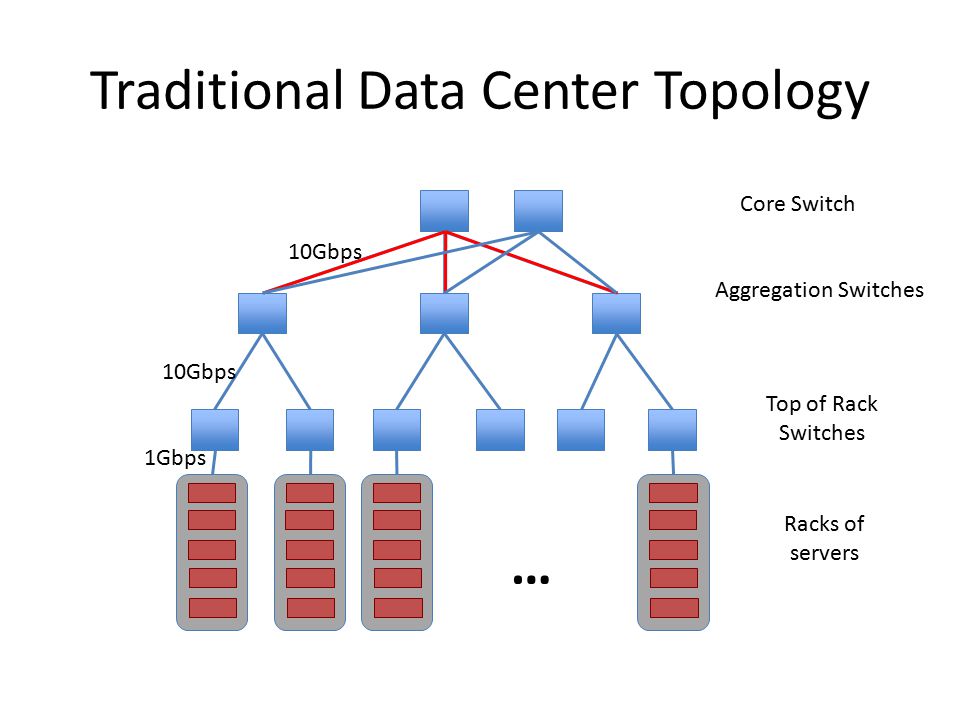 Traditional Data Center Topology
Core Switch
10Gbps
Aggregation Switches
10Gbps
Top of Rack
Switches
1Gbps
Racks of
servers
...